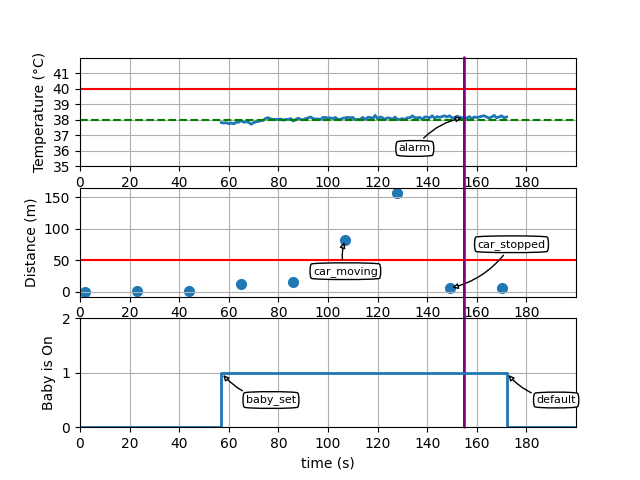 Temperature (°C)
41
40
39
38
37
36
35
alarm
0 20 40 60 80 100 120 140 160 180
Distance (m)
150
100
50
0
car_stopped
car_moving
0 20 40 60 80 100 120 140 160 180
Baby is On
2
1
0
baby_set
default
0 20 40 60 80 100 120 140 160 180
time (s)